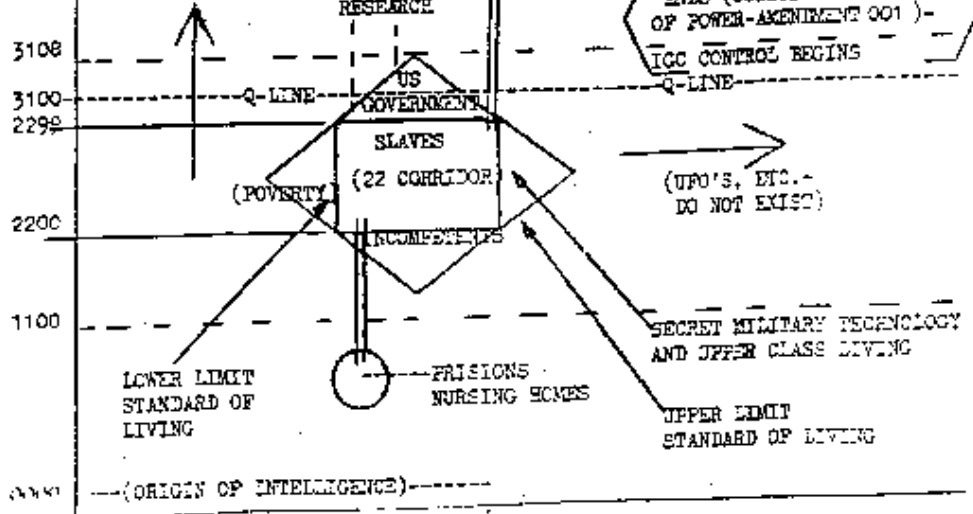 RESEARCH
OF POWER-AMENIMENT 001 )-
3108
IGC CONTROL BEGINS
US
3100
Q-LINE
Q-LINE
GOVERNMENT
2299
SLAVES
(POVERTY)
(22 CORRIDOR)
(UFO'S, ETC.-
DO NOT EXIST)
2200
INCOMPETENTS
1100
SECRET MILITARY TECHNOLOGY
AND UPPER CLASS LIVING
LOWER LIMIT
STANDARD OF
LIVING
PRISIONS
NURSING HOMES
UPPER LIMIT
STANDARD OF LIVING
(ORIGIN OF INTELLIGENCE)